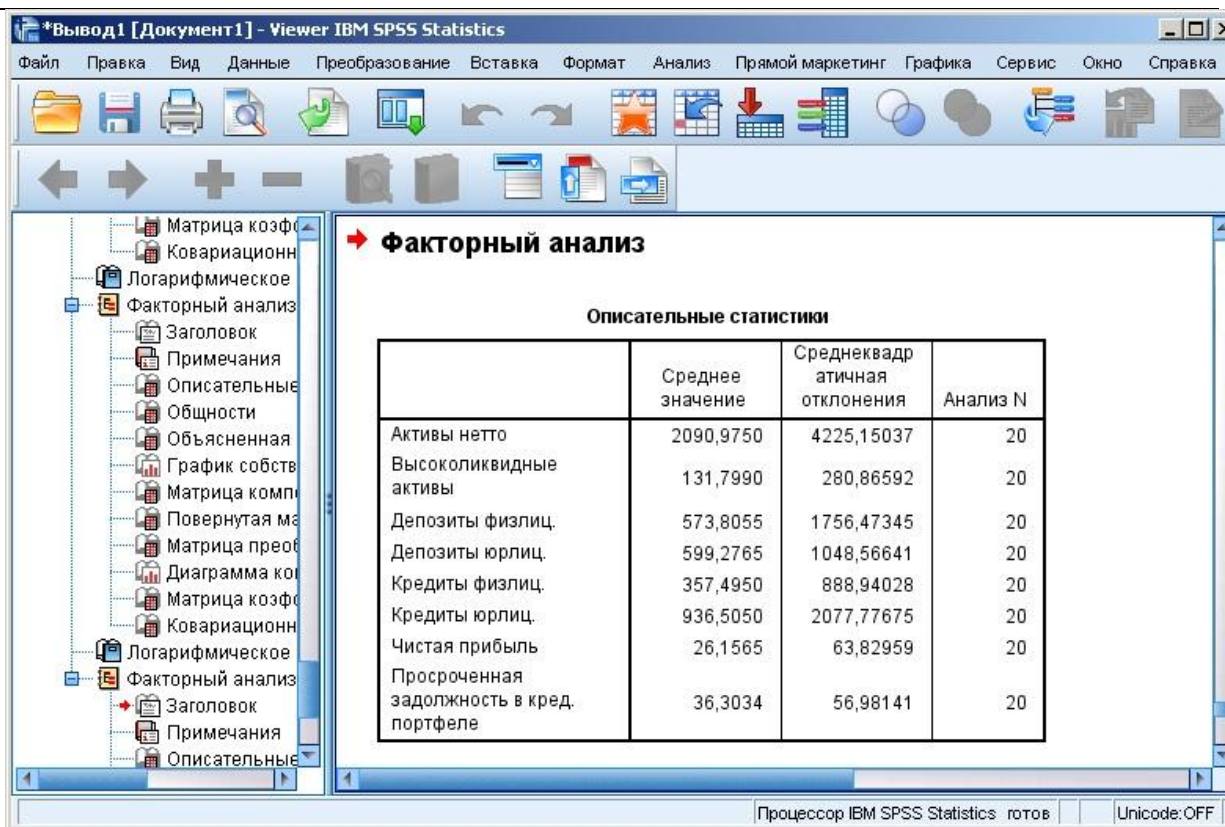 *Вывод1 [Документ1] - Viewer IBM SPSS Statistics
Файл Правка Вид Данные Преобразование Вставка Формат Анализ Прямой маркетинг Графика Сервис Окно Справка
Матрица коэфф
Ковариационн
Логарифмическое
Факторный анализ
Заголовок
Примечания
Описательные
Общности
Объясненная
График собств
Матрица компо
Повернутая ма
Матрица преоб
Диаграмма ко
Матрица коэфф
Ковариационн
Логарифмическое
Факторный анализ
Заголовок
Примечания
Описательные
Факторный анализ
Описательные статистики
Среднее
значение
Среднеквадр
атичная
отклонения
Анализ N
Активы нетто 2090,9750 4225,15037 20
Высоколиквидные
активы 131,7990 280,86592 20
Депозиты физлиц. 573,8055 1756,47345 20
Депозиты юрлиц. 599,2765 1048,56641 20
Кредиты физлиц. 357,4950 888,94028 20
Кредиты юрлиц. 936,5050 2077,77675 20
Чистая прибыль 26,1565 63,82959 20
Просроченная
задолжность в кред.
портфеле 36,3034 56,98141 20
Процессор IBM SPSS Statistics готов
Unicode:OFF